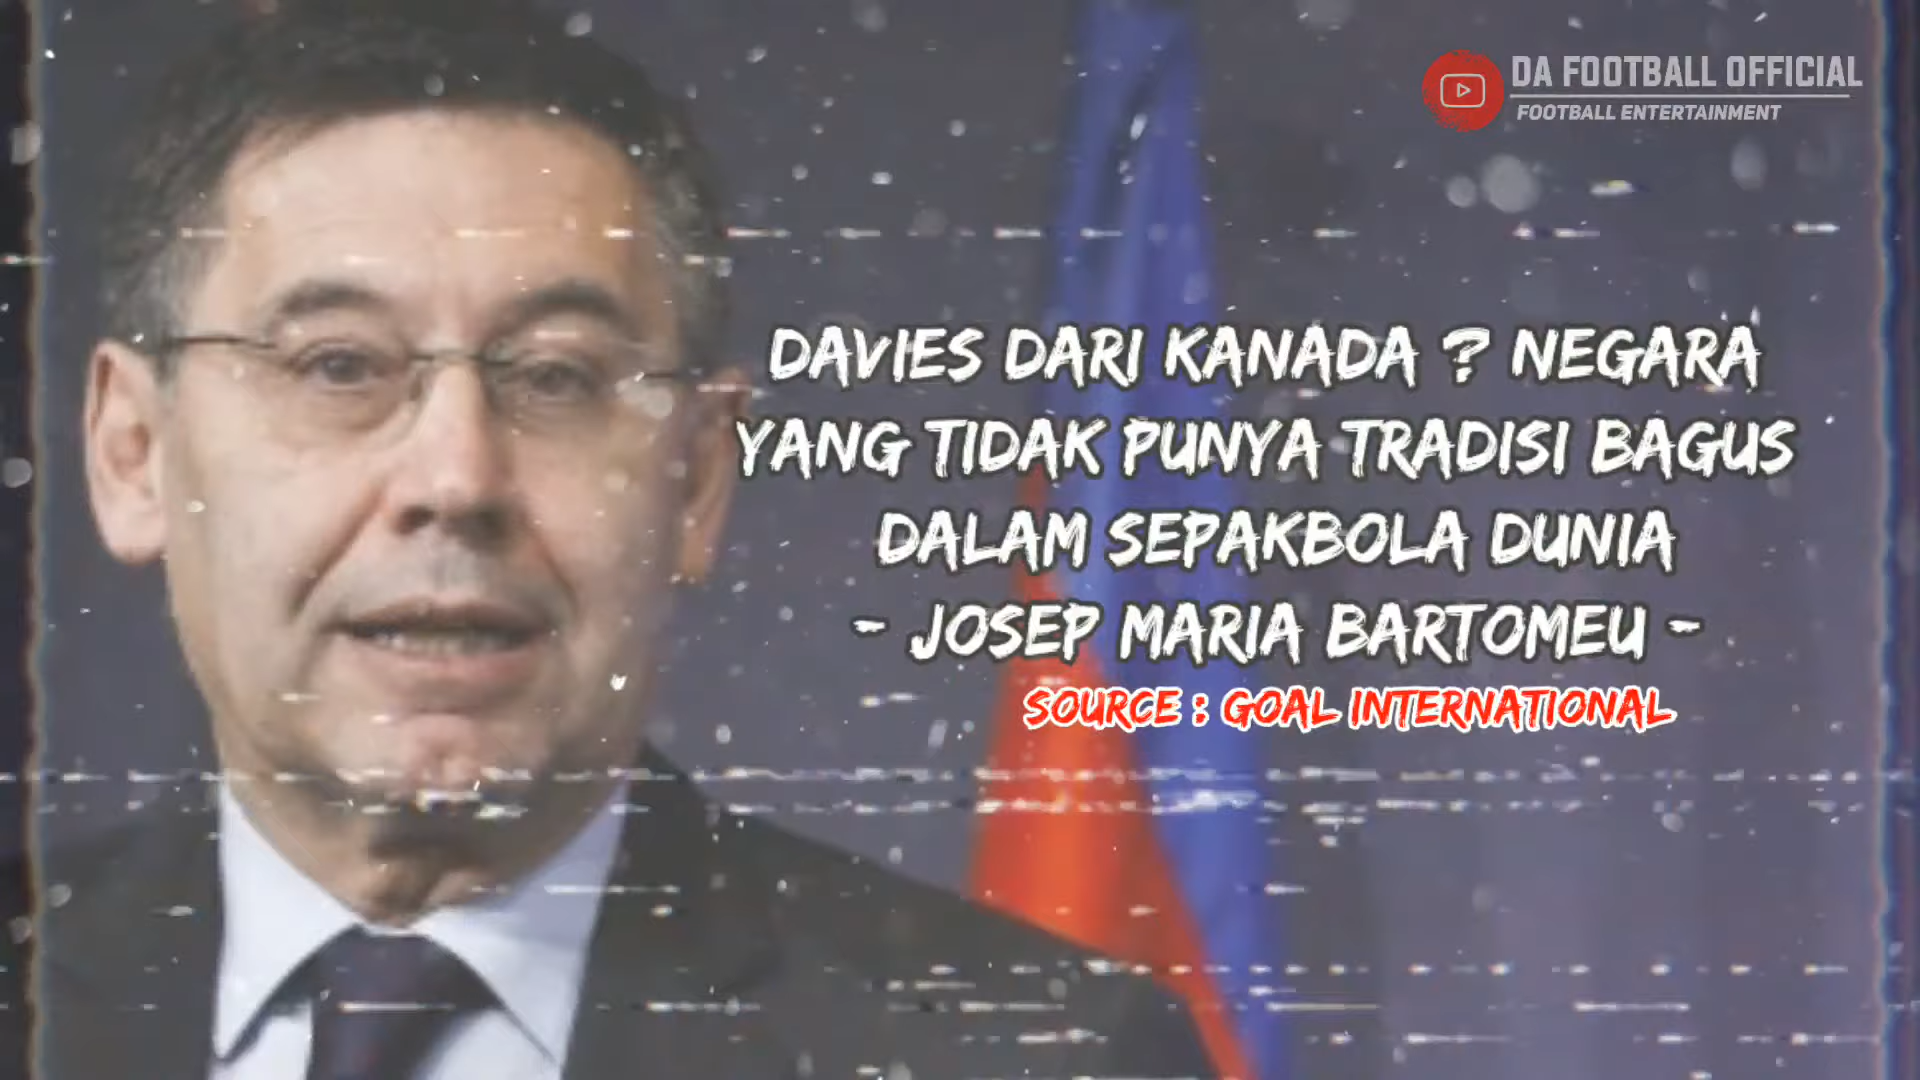 DA FOOTBALL OFFICIAL
FOOTBALL ENTERTAINMENT
DAVIES DARI KANADA ? NEGARA
YANG TIDAK PUNYA TRADISI BAGUS
DALAM SEPAKBOLA DUNIA
- JOSEP MARIA BARTOMEU -
SOURCE : GOAL INTERNATIONAL